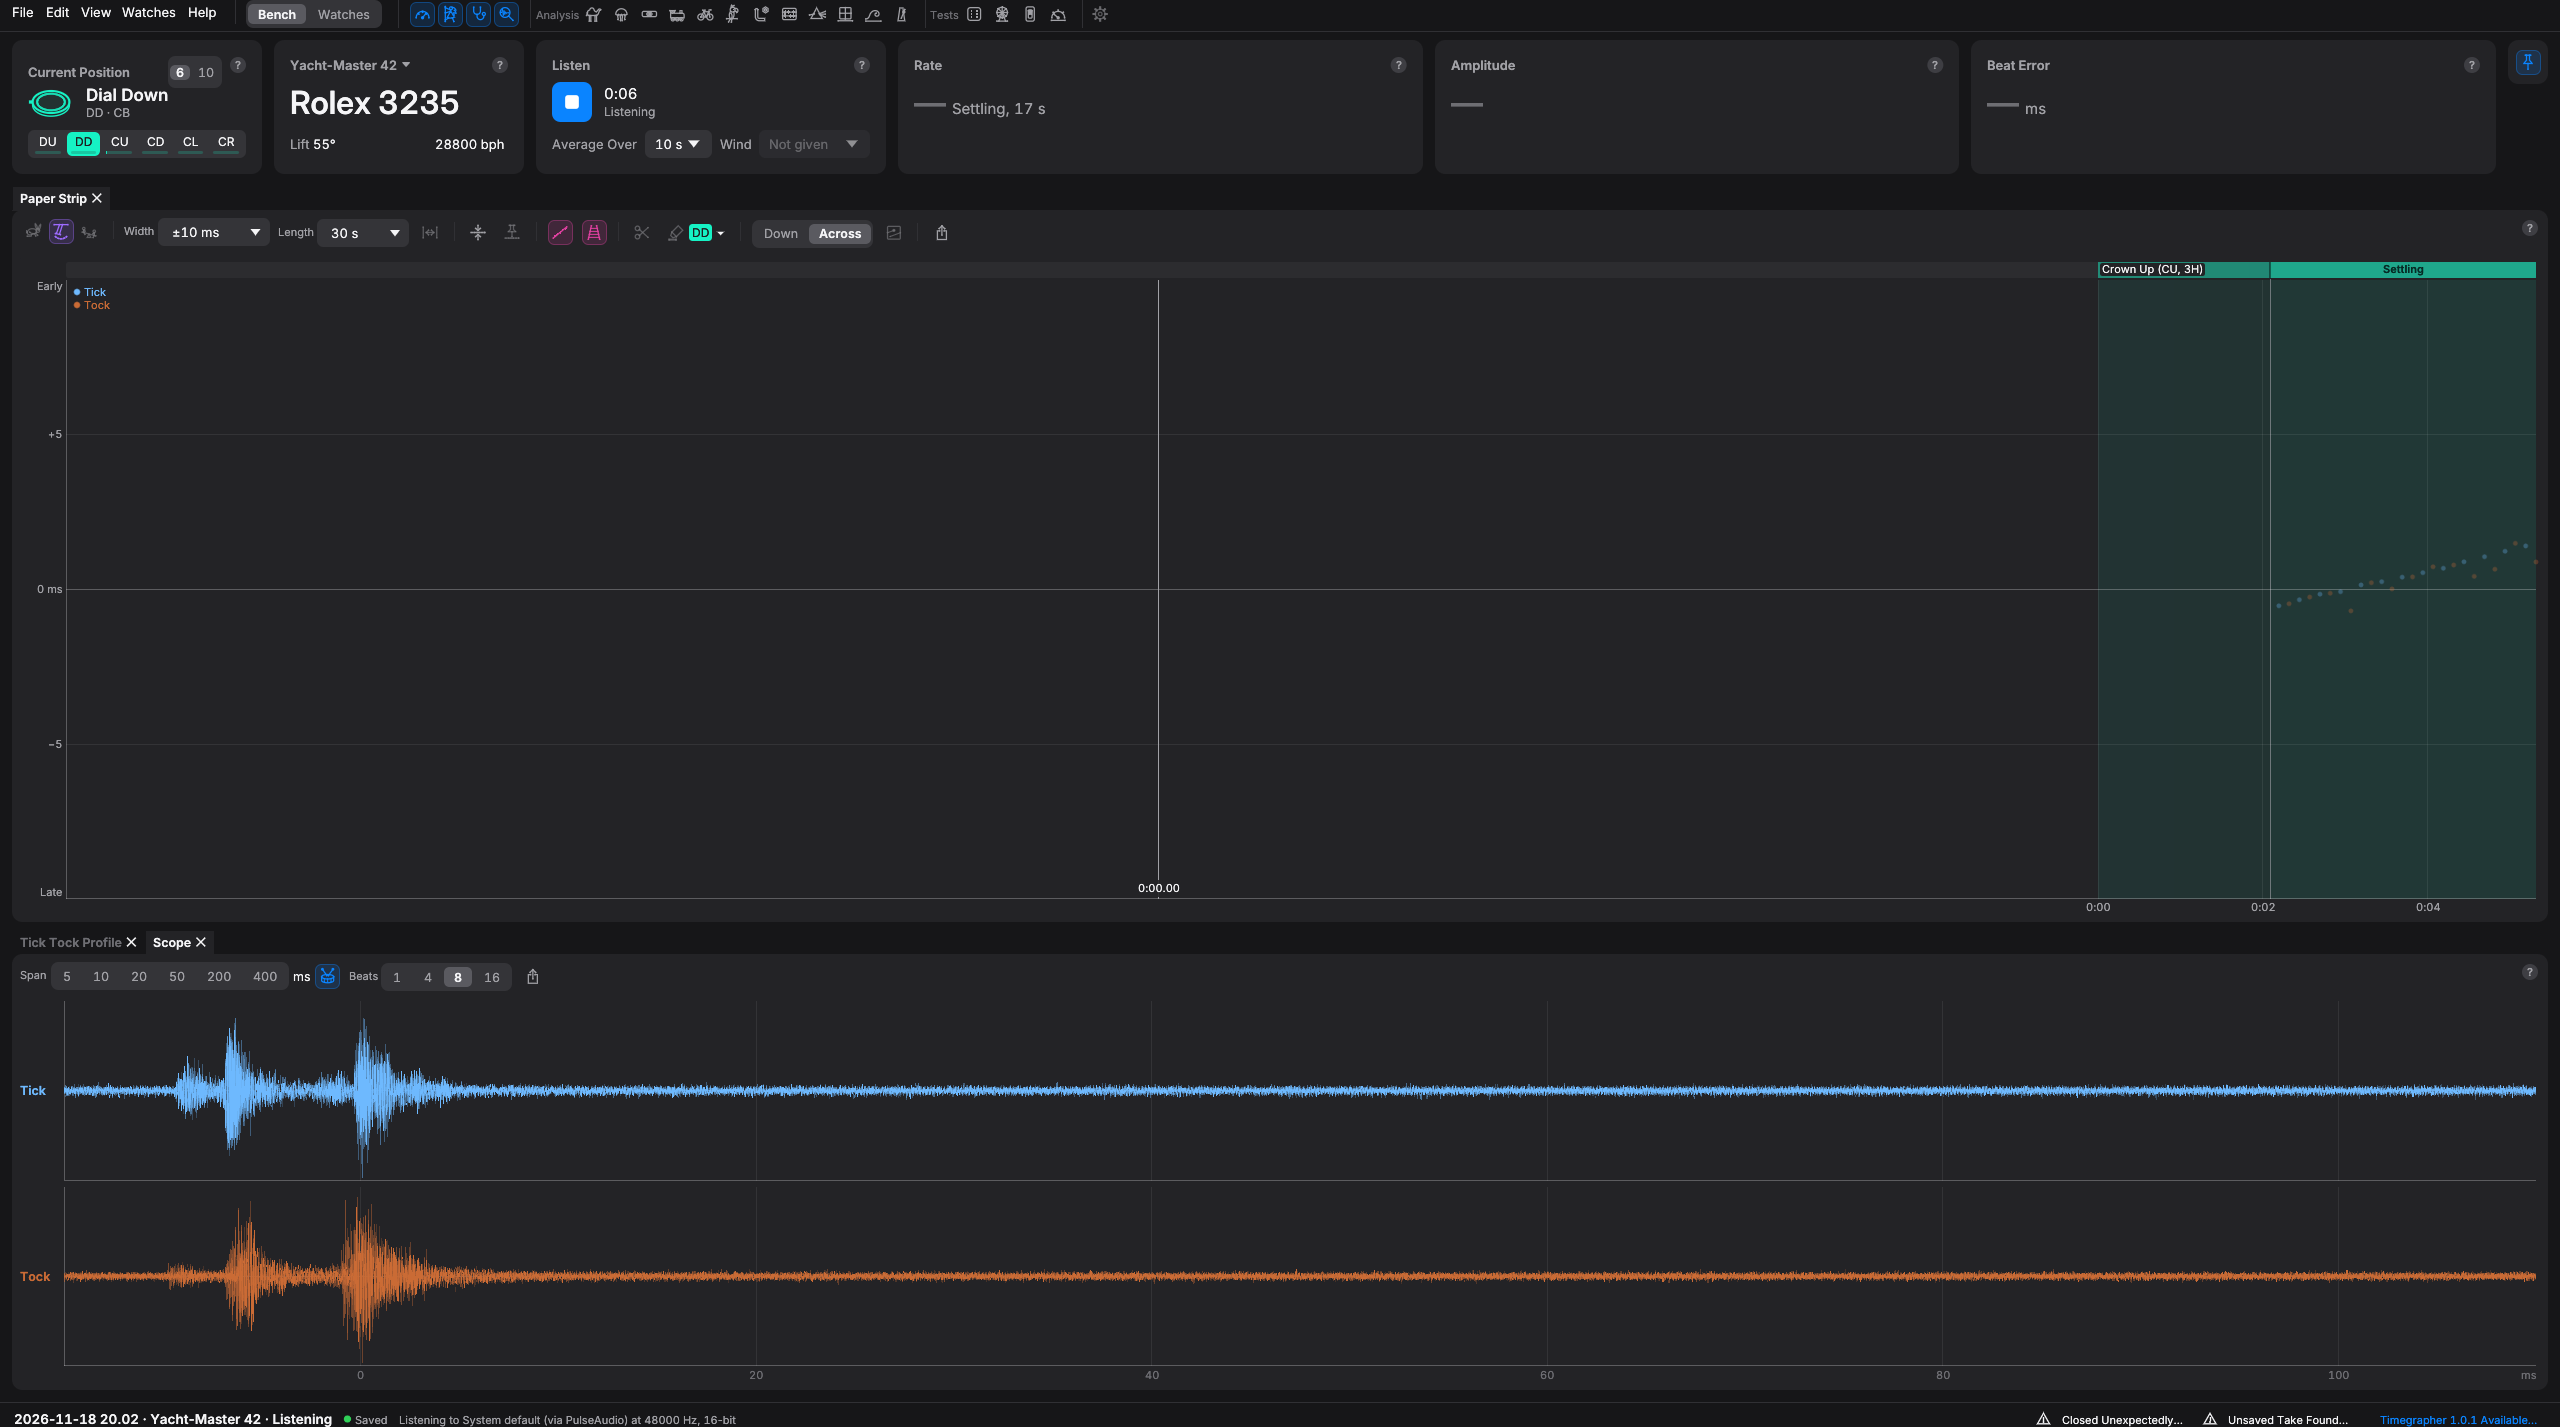 File Edit View Watches Help Bench Watches Analysis Tests
Current Position 6 10 ?
Dial Down
DD · CB
DU DD CU CD CL CR
Yacht-Master 42 ?
Rolex 3235
Lift 55° 28800 bph
Listen ?
0:06
Listening
Average Over 10 s Wind Not given
Rate ?
Settling, 17 s
Amplitude ?
Beat Error ?
ms
Paper Strip
Width ±10 ms Length 30 s DD Down Across ?
Crown Up (CU, 3H) Settling
Early
Tick
Tock
+5
0 ms
−5
Late
0:00.00
0:00 0:02 0:04
Tick Tock Profile Scope
Span 5 10 20 50 200 400 ms Beats 1 4 8 16 ?
Tick
Tock
0 20 40 60 80 100 ms
2026-11-18 20.02 · Yacht-Master 42 · Listening Saved Listening to System default (via PulseAudio) at 48000 Hz, 16-bit Closed Unexpectedly... Unsaved Take Found... Timegrapher 1.0.1 Available...